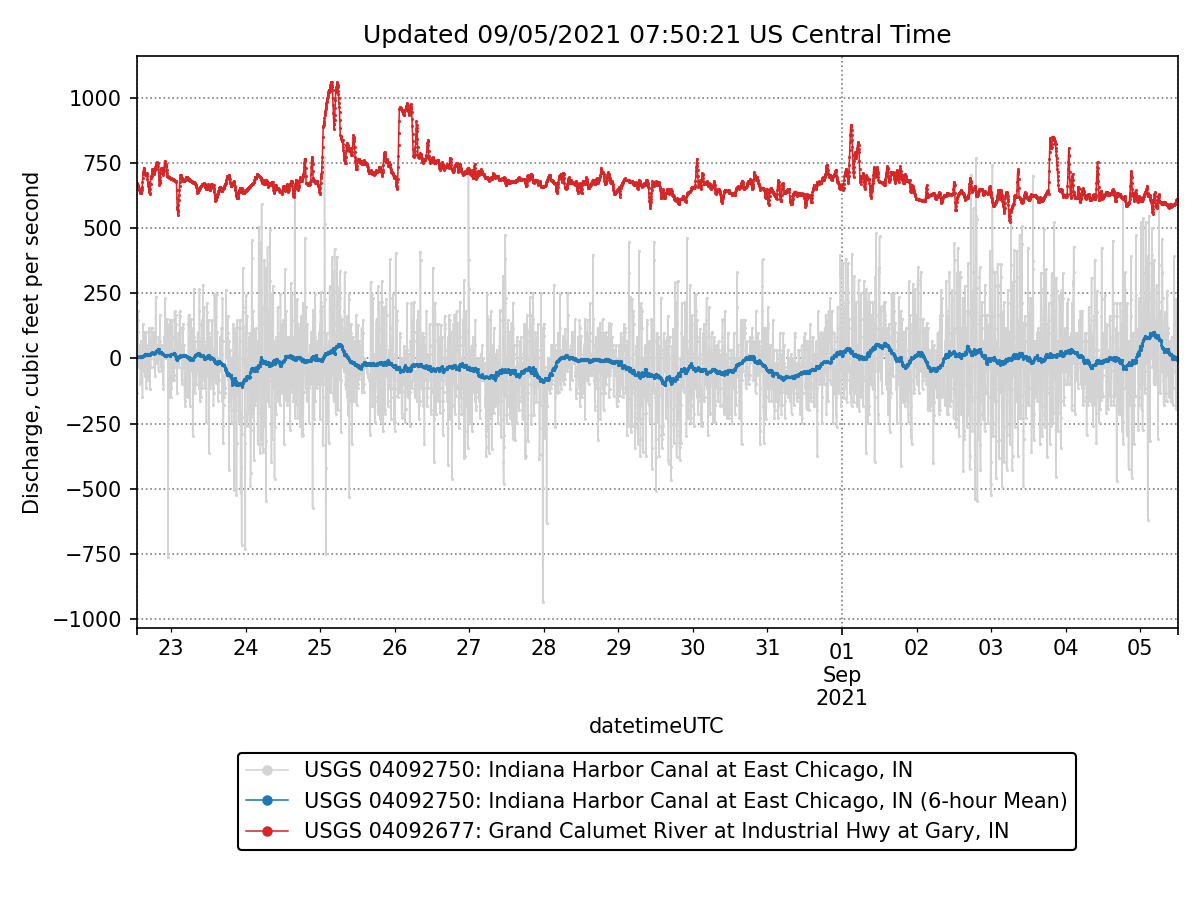 Updated 09/05/2021 07:50:21 US Central Time
Discharge, cubic feet per second
1000
750
500
250
0
−250
−500
−750
−1000
23 24 25 26 27 28 29 30 31 01 02 03 04 05
Sep
2021
datetimeUTC
USGS 04092750: Indiana Harbor Canal at East Chicago, IN
USGS 04092750: Indiana Harbor Canal at East Chicago, IN (6-hour Mean)
USGS 04092677: Grand Calumet River at Industrial Hwy at Gary, IN